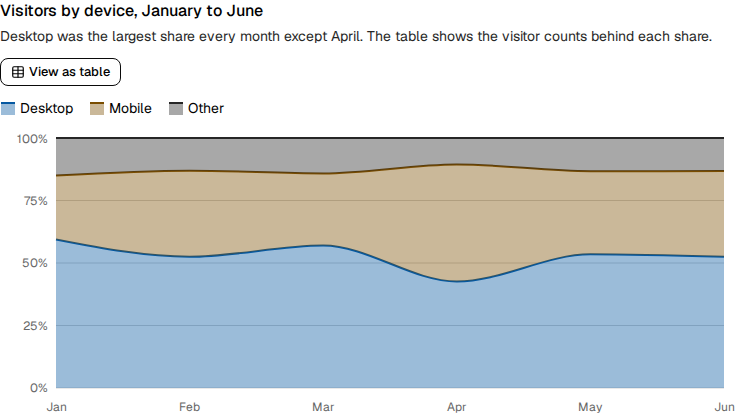 Visitors by device, January to June
Desktop was the largest share every month except April. The table shows the visitor counts behind each share.
View as table
Desktop Mobile Other
100%
75%
50%
25%
0%
Jan Feb Mar Apr May Jun